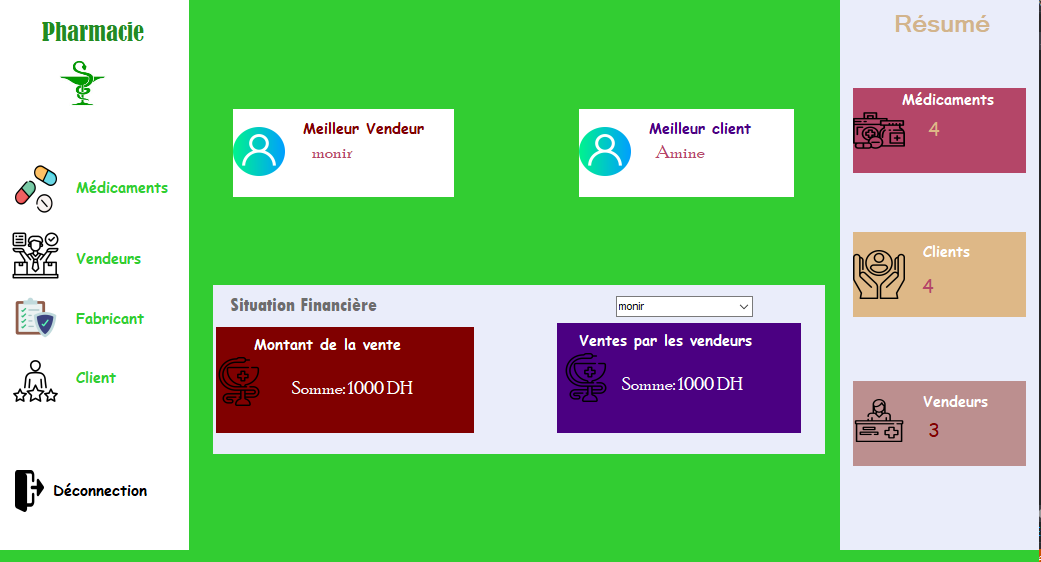 Pharmacie
Médicaments
Vendeurs
Fabricant
Client
Déconnection
Meilleur Vendeur
monir
Meilleur client
Amine
Situation Financière
monir
Montant de la vente
Somme:1000 DH
Ventes par les vendeurs
Somme:1000 DH
Résumé
Médicaments
4
Clients
4
Vendeurs
3